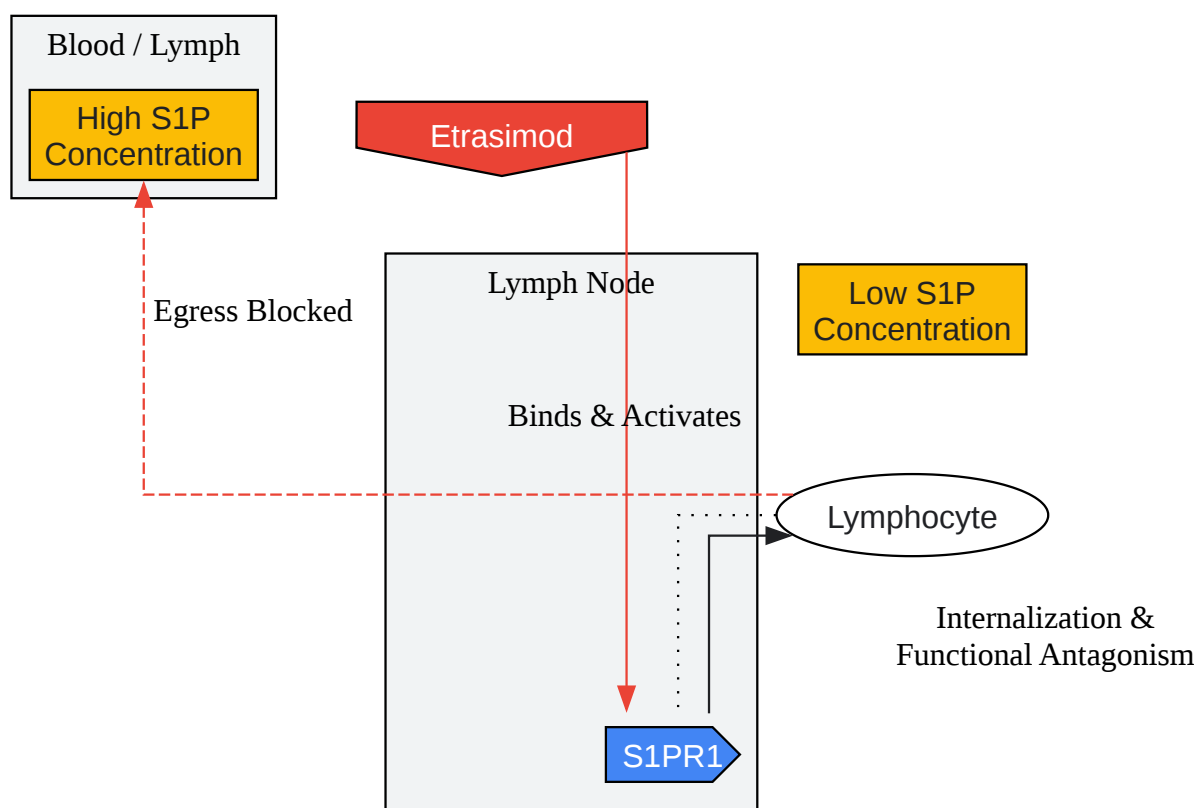 Blood / Lymph
High S1P
Concentration
Etrasimod
Lymph Node
Low S1P
Concentration
Egress Blocked
Binds & Activates
Lymphocyte
Internalization &
Functional Antagonism
S1PR1